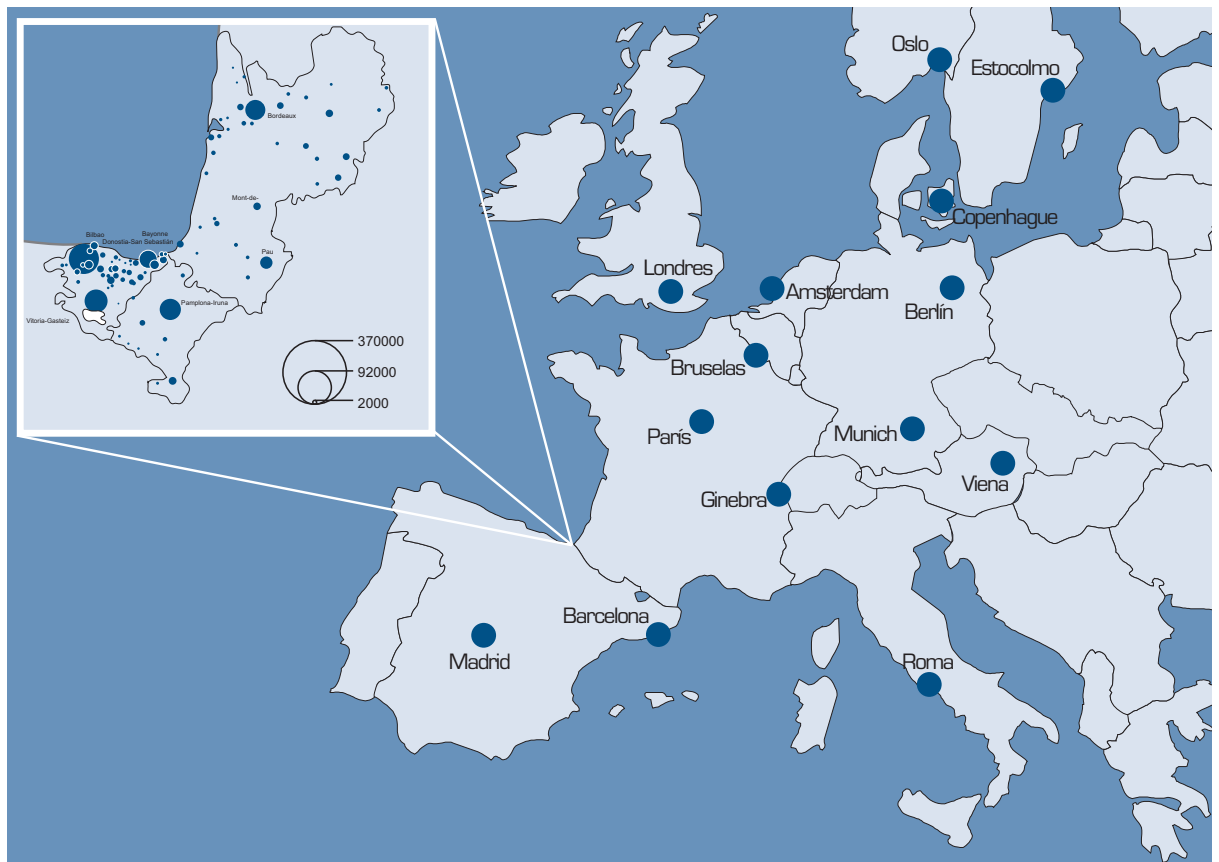 Bordeaux
Mont-de-
Bilbao
Bayonne
Donostia-San Sebastián
Pau
Pamplona-Iruna
Vitoria-Gasteiz
370000
92000
2000
Oslo
Estocolmo
Copenhague
Londres
Amsterdam
Berlín
Bruselas
París
Munich
Viena
Ginebra
Barcelona
Madrid
Roma